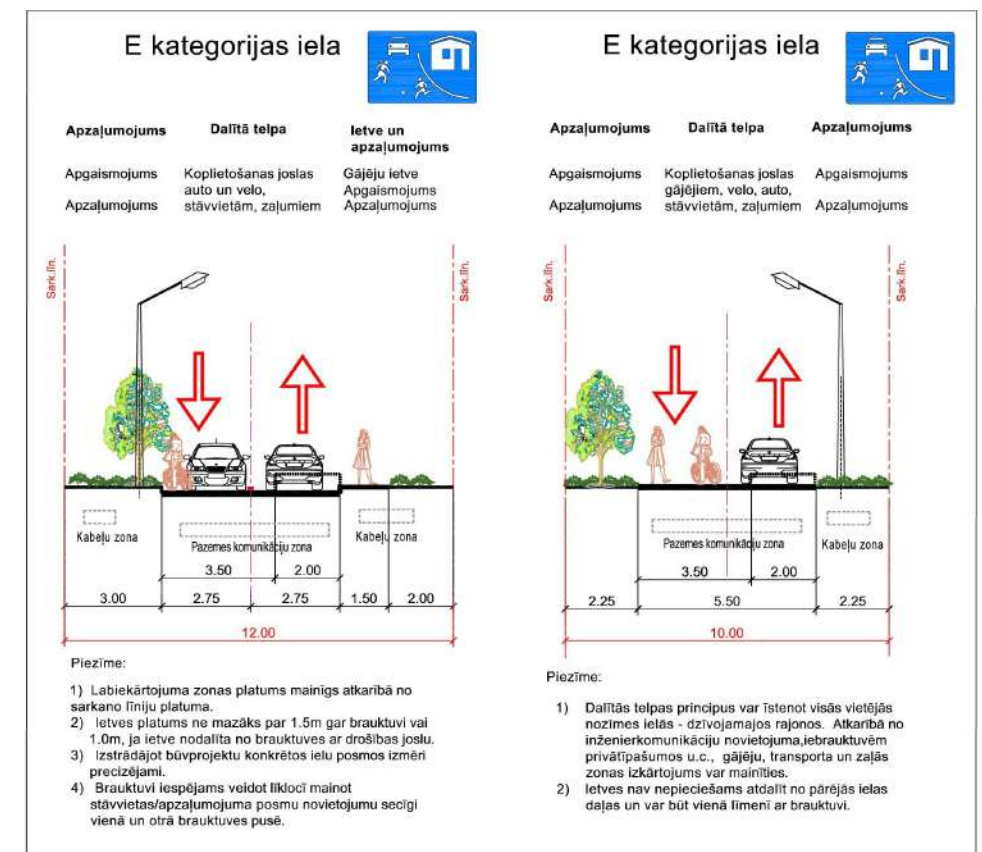 E kategorijas iela
Apzaļumojums
Dalītā telpa
Ietve un
apzaļumojums
Apgaismojums
Apzaļumojums
Koplietošanas joslas
auto un velo,
stāvvietām, zaļumiem
Gājēju ietve
Apgaismojums
Apzaļumojums
Sark.līn.
Sark.līn.
Kabeļu zona
Pazemes komunikāciju zona
Kabeļu zona
3.50
2.00
3.00
2.75
2.75
1.50
2.00
12.00
Piezīme:
1) Labiekārtojuma zonas platums mainīgs atkarībā no
sarkano līniju platuma.
2) Ietves platums ne mazāks par 1.5m gar brauktuvi vai
1.0m, ja ietve nodalīta no brauktuves ar drošības joslu.
3) Izstrādājot būvprojektu konkrētos ielu posmos izmēri
precizējami.
4) Brauktuvi iespējams veidot līklocī mainot
stāvvietas/apzaļumojuma posmu novietojumu secīgi
vienā un otrā brauktuves pusē.
E kategorijas iela
Apzaļumojums
Dalītā telpa
Apzaļumojums
Apgaismojums
Apzaļumojums
Koplietošanas joslas
gājējiem, velo, auto,
stāvvietām, zaļumiem
Apgaismojums
Apzaļumojums
Sark.līn.
Sark.līn.
Pazemes komunikāciju zona
Kabeļu zona
3.50
2.00
2.25
5.50
2.25
10.00
Piezīme:
1) Dalītās telpas principus var īstenot visās vietējās
nozīmes ielās - dzīvojamajos rajonos. Atkarībā no
inženierkomunikāciju novietojuma,iebrauktuvēm
privātīpašumos u.c., gājēju, transporta un zaļās
zonas izkārtojums var mainīties.
2) Ietves nav nepieciešams atdalīt no pārējās ielas
daļas un var būt vienā līmenī ar brauktuvi.